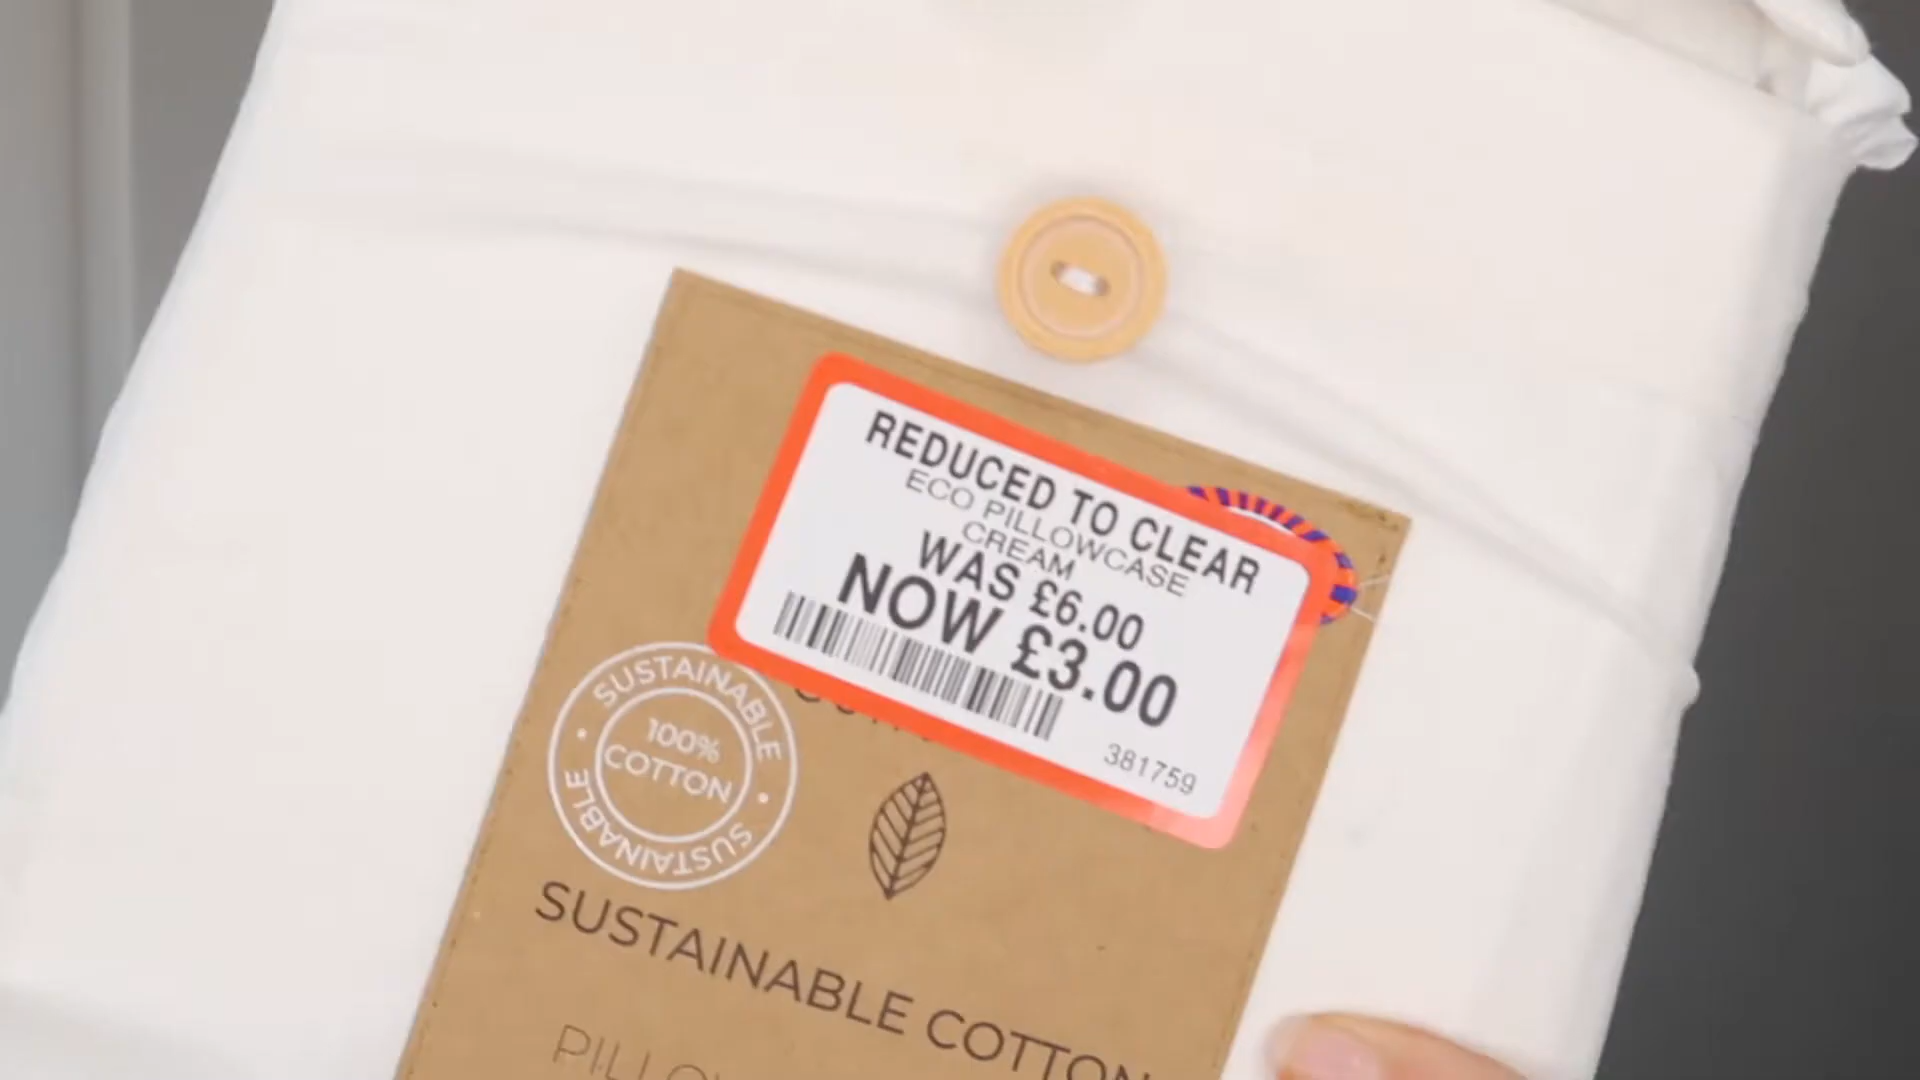 REDUCED TO CLEAR
ECO PILLOWCASE
CREAM
WAS £6.00
NOW £3.00
381759
SUSTAINABLE
100%
COTTON
SUSTAINABLE
SUSTAINABLE COTTON